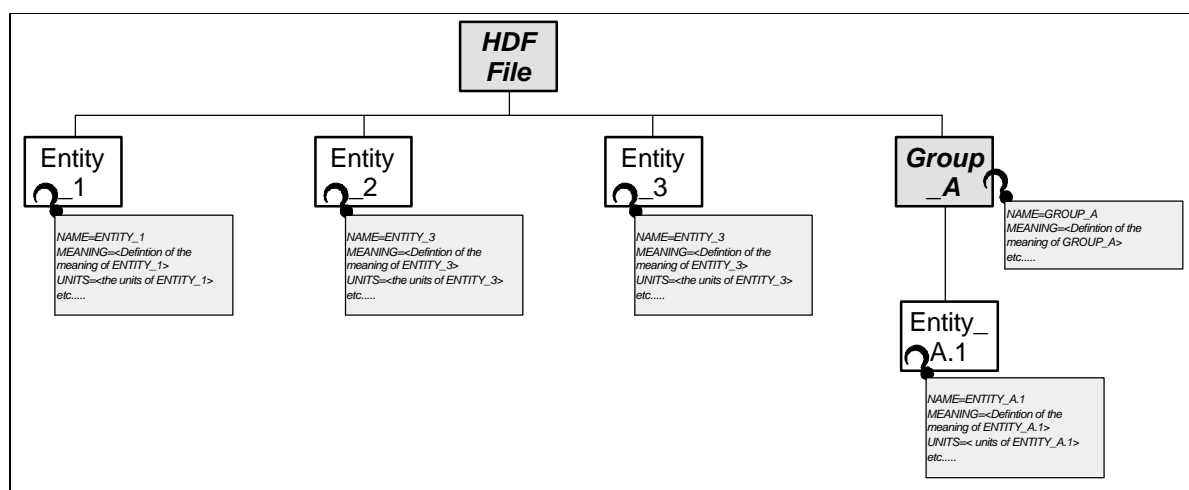 HDF
File
Entity
_1
Entity
_2
Entity
_3
Group
_A
NAME=ENTITY_1
MEANING=<Defintion of the
meaning of ENTITY_1>
UNITS=<the units of ENTITY_1>
etc.....
NAME=ENTITY_3
MEANING=<Defintion of the
meaning of ENTITY_3>
UNITS=<the units of ENTITY_3>
etc.....
NAME=ENTITY_3
MEANING=<Defintion of the
meaning of ENTITY_3>
UNITS=<the units of ENTITY_3>
etc.....
NAME=GROUP_A
MEANING=<Defintion of the
meaning of GROUP_A>
etc.....
Entity_
A.1
NAME=ENTITY_A.1
MEANING=<Defintion of the
meaning of ENTITY_A.1>
UNITS=< units of ENTITY_A.1>
etc.....